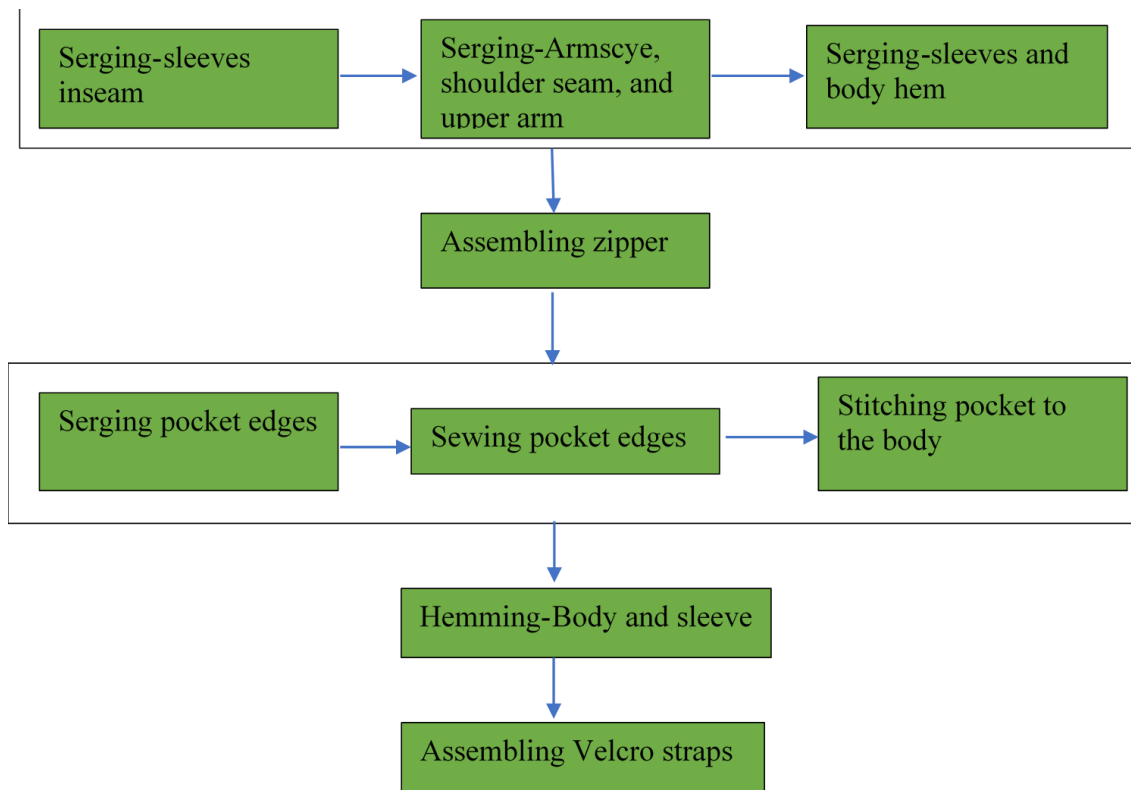 Serging-sleeves
inseam
Serging-Armscye,
shoulder seam, and
upper arm
Serging-sleeves and
body hem
Assembling zipper
Serging pocket edges
Sewing pocket edges
Stitching pocket to
the body
Hemming-Body and sleeve
Assembling Velcro straps